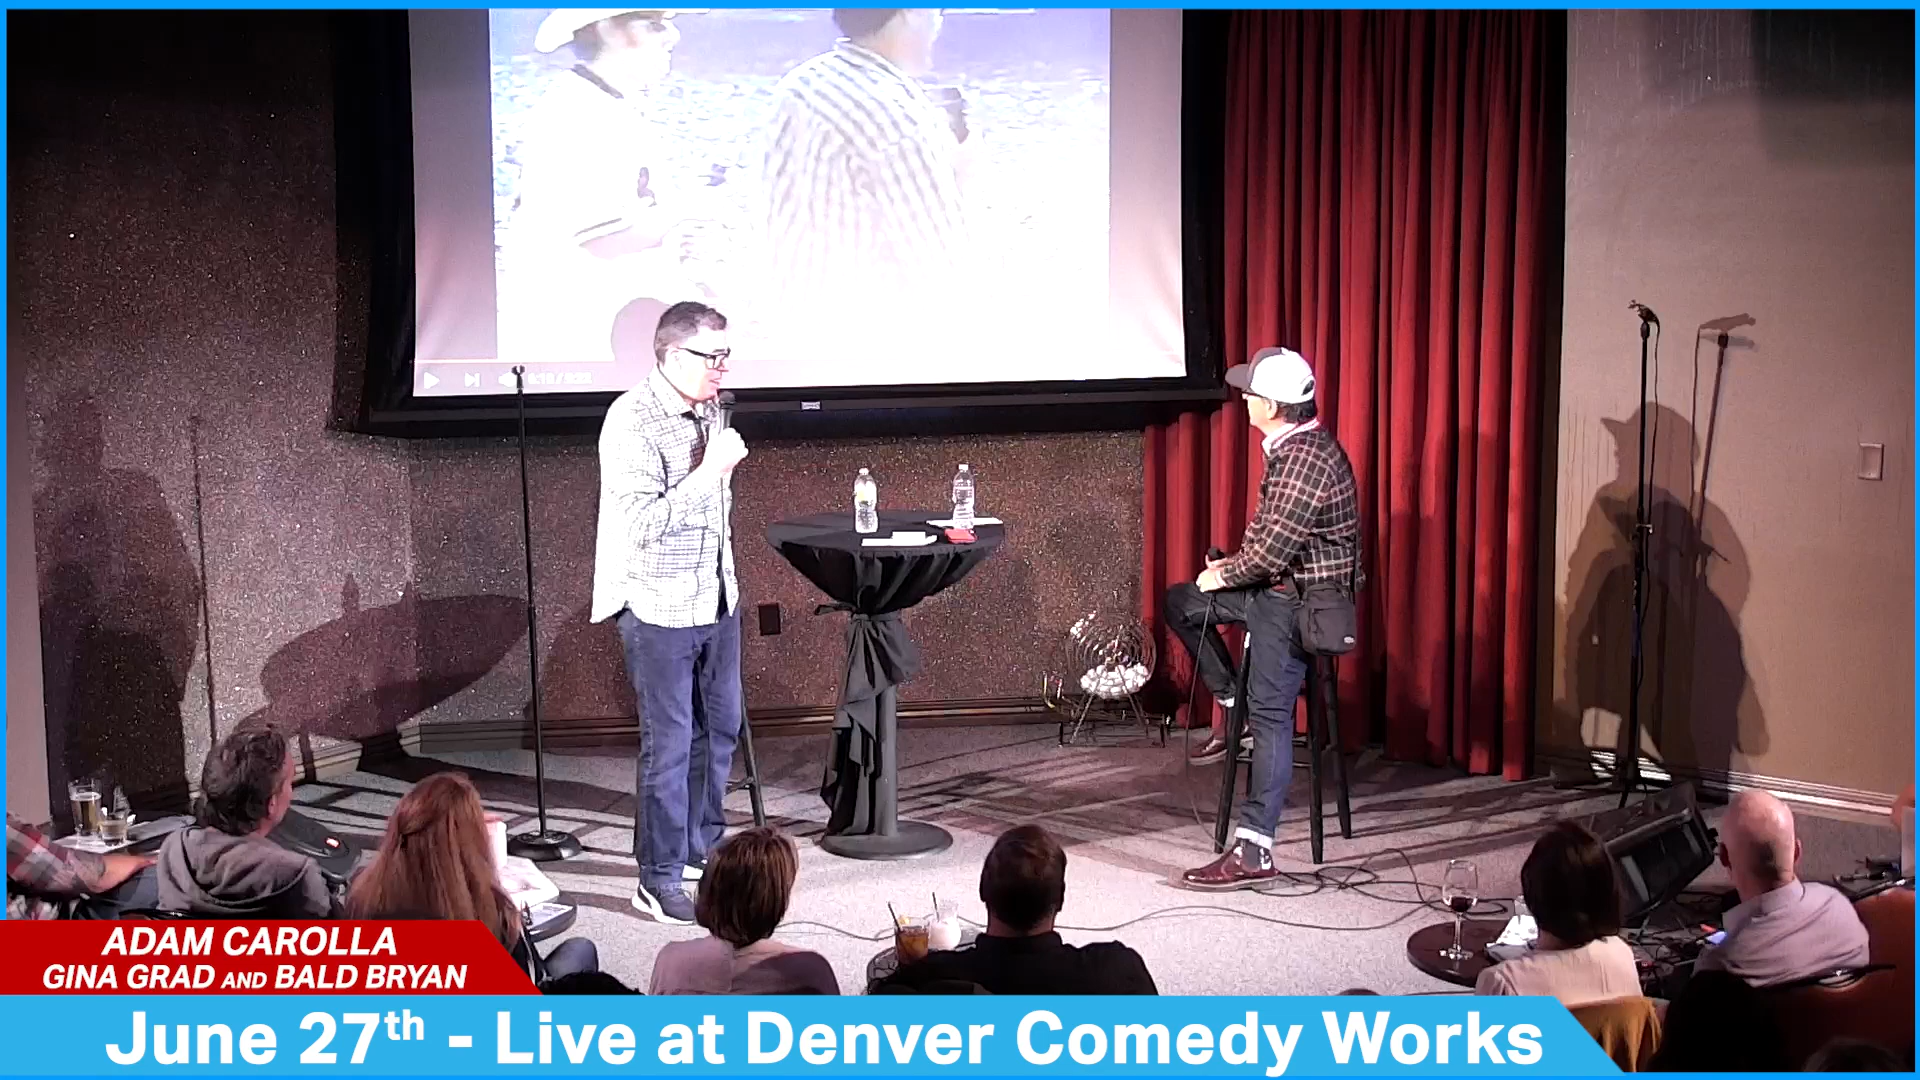 ADAM CAROLLA
GINA GRAD AND BALD BRYAN
June 27th - Live at Denver Comedy Works